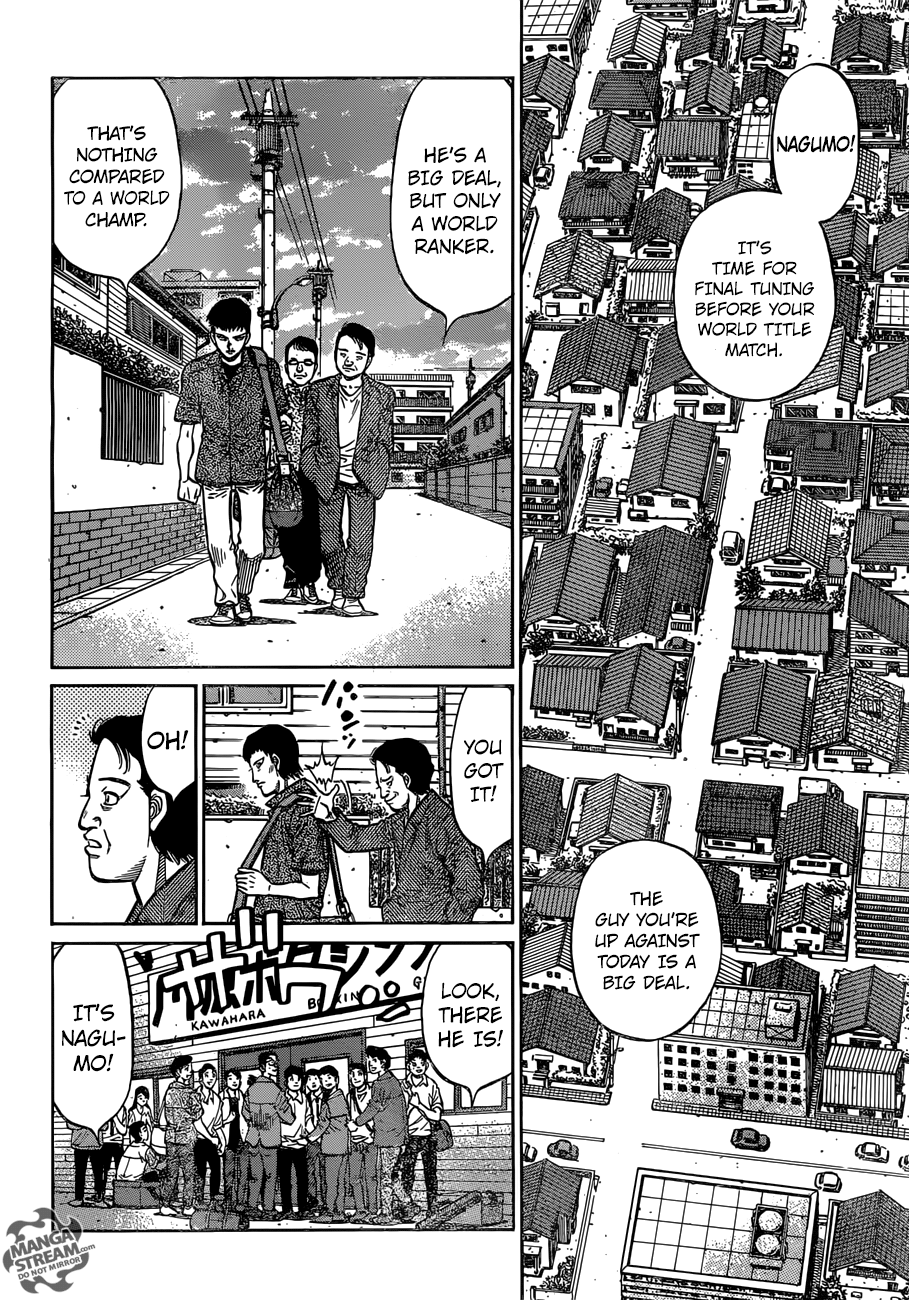 NAGUMO!
IT'S
TIME FOR
FINAL TUNING
BEFORE YOUR
WORLD TITLE
MATCH.
THE
GUY YOU'RE
UP AGAINST
TODAY IS A
BIG DEAL.
HE'S A
BIG DEAL,
BUT ONLY
A WORLD
RANKER.
THAT'S
NOTHING
COMPARED
TO A WORLD
CHAMP.
YOU
GOT
IT!
OH!
LOOK,
THERE
HE IS!
KAWAHARA
IT'S
NAGU-
MO!
MANGA
STREAM.com
DO NOT MIRROR!